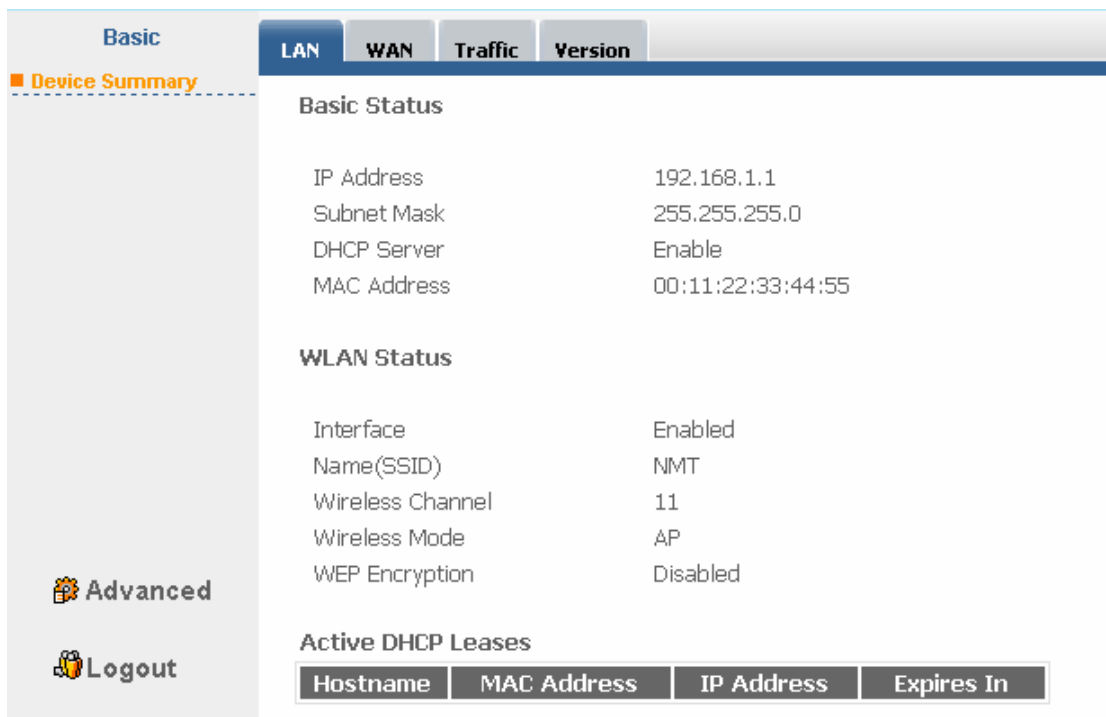 Basic
Device Summary
Advanced
Logout
LAN WAN Traffic Version
Basic Status
IP Address 192.168.1.1
Subnet Mask 255.255.255.0
DHCP Server Enable
MAC Address 00:11:22:33:44:55
WLAN Status
Interface Enabled
Name(SSID) NMT
Wireless Channel 11
Wireless Mode AP
WEP Encryption Disabled
Active DHCP Leases
Hostname MAC Address IP Address Expires In